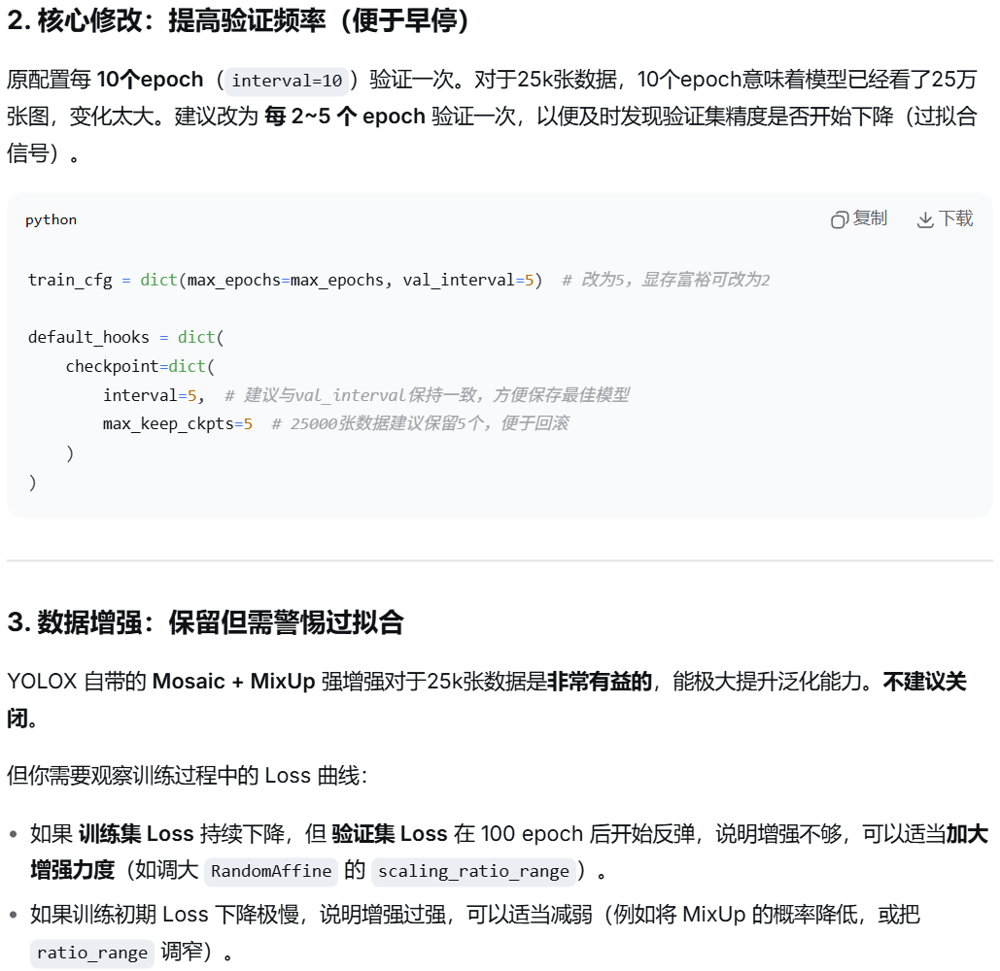 2. 核心修改：提高验证频率（便于早停）
原配置每 10个epoch（interval=10）验证一次。对于25k张数据，10个epoch意味着模型已经看了25万
张图，变化太大。建议改为 每 2~5 个 epoch 验证一次，以便及时发现验证集精度是否开始下降（过拟合
信号）。
python
复制 下载
train_cfg = dict(max_epochs=max_epochs, val_interval=5)  # 改为5，显存富裕可改为2
default_hooks = dict(
    checkpoint=dict(
        interval=5,  # 建议与val_interval保持一致，方便保存最佳模型
        max_keep_ckpts=5  # 25000张数据建议保留5个，便于回滚
    )
)
3. 数据增强：保留但需警惕过拟合
YOLOX 自带的 Mosaic + MixUp 强增强对于25k张数据是非常有益的，能极大提升泛化能力。不建议关
闭。
但你需要观察训练过程中的 Loss 曲线：
• 如果 训练集 Loss 持续下降，但 验证集 Loss 在 100 epoch 后开始反弹，说明增强不够，可以适当加大
增强力度（如调大 RandomAffine 的 scaling_ratio_range）。
• 如果训练初期 Loss 下降极慢，说明增强过强，可以适当减弱（例如将 MixUp 的概率降低，或把
ratio_range 调窄）。